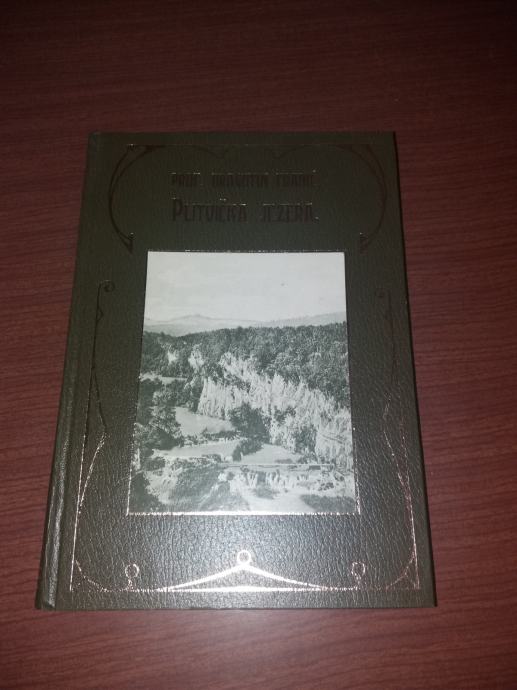 PROF. DRAGUTIN FRANIĆ:
PLITVIČKA JEZERA.